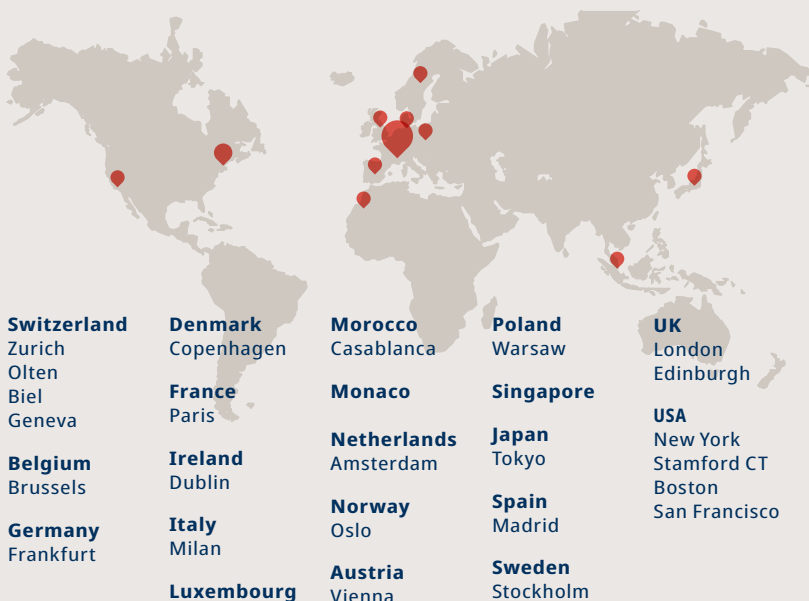 Switzerland
Zurich
Olten
Biel
Geneva
Belgium
Brussels
Germany
Frankfurt
Denmark
Copenhagen
France
Paris
Ireland
Dublin
Italy
Milan
Luxembourg
Morocco
Casablanca
Monaco
Netherlands
Amsterdam
Norway
Oslo
Austria
Vienna
Poland
Warsaw
Singapore
Japan
Tokyo
Spain
Madrid
Sweden
Stockholm
UK
London
Edinburgh
USA
New York
Stamford CT
Boston
San Francisco